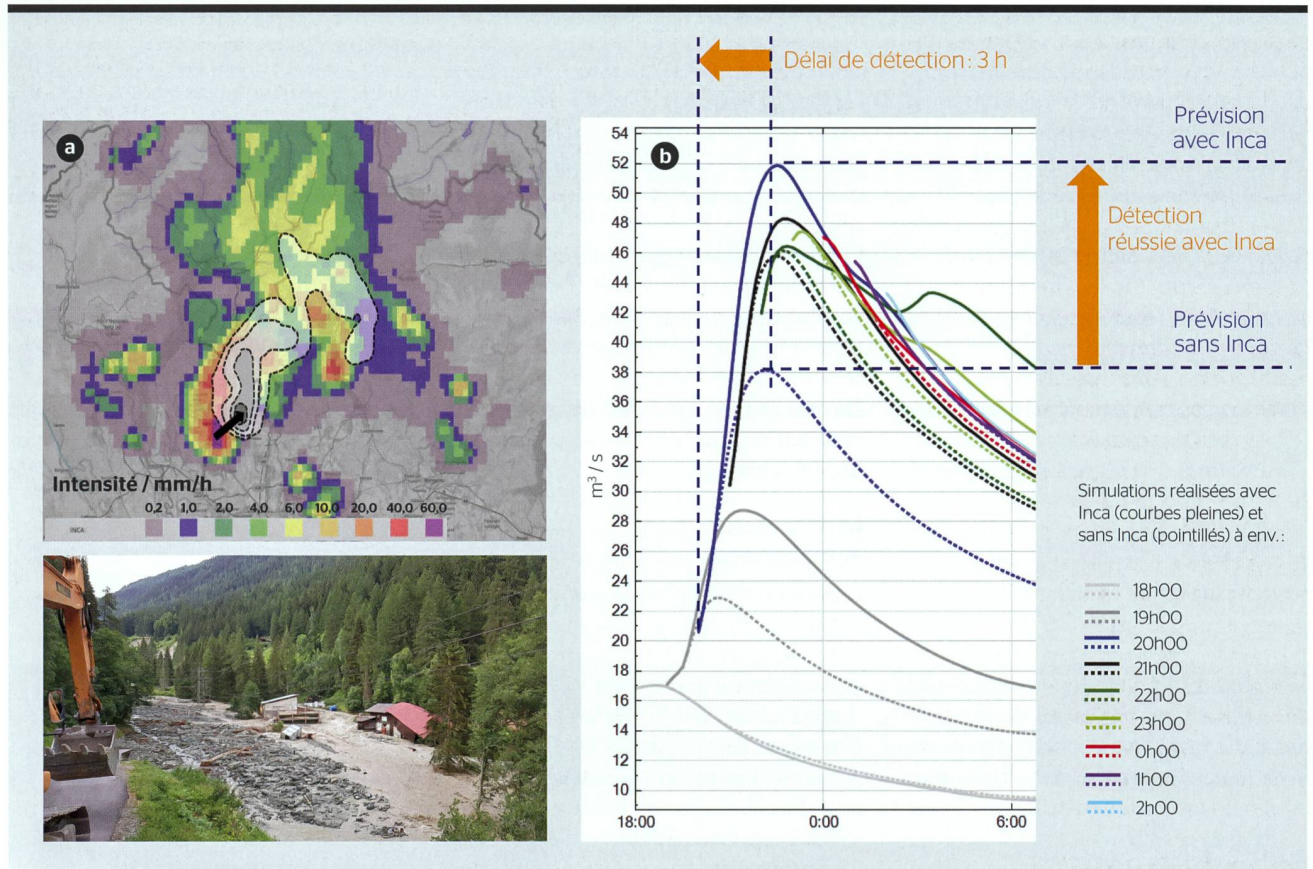 Délai de détection : 3 h
a
Intensité / mm/h
0,2 1,0 2,0 4,0 6,0 10,0 20,0 40,0 60,0
INCA
b
54
52
50
48
46
44
42
40
38
36
34
32
30
28
26
24
22
20
18
16
14
12
10
m³ / s
18:00 0:00 6:00
Prévision
avec Inca
Détection
réussie avec Inca
Prévision
sans Inca
Simulations réalisées avec
Inca (courbes pleines) et
sans Inca (pointillés) à env. :
18h00
19h00
20h00
21h00
22h00
23h00
0h00
1h00
2h00